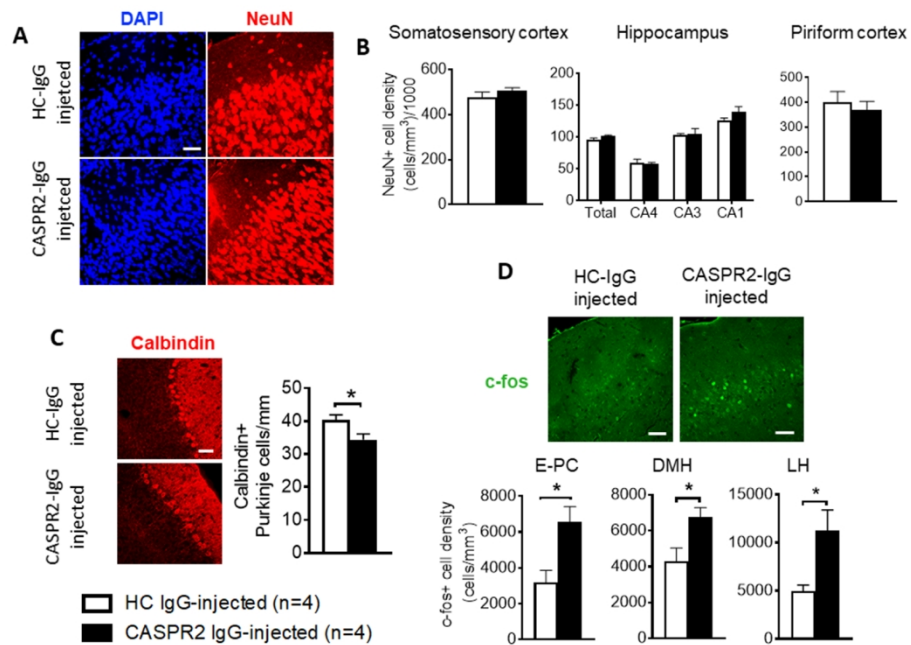 A
DAPI
NeuN
HC-IgG
injetced
CASPR2-IgG
injetced
B
Somatosensory cortex
Hippocampus
Piriform cortex
NeuN+ cell density
(cells/mm³)/1000
600
400
200
0
200
150
100
50
0
Total
CA4
CA3
CA1
500
400
300
200
100
0
C
Calbindin
HC-IgG
injected
CASPR2-IgG
injected
Calbindin+
Purkinje cells/mm
50
40
30
20
10
0
*
HC IgG-injected (n=4)
CASPR2 IgG-injected (n=4)
D
HC-IgG
injected
CASPR2-IgG
injected
c-fos
E-PC
DMH
LH
c-fos+ cell density
(cells/mm³)
8000
6000
4000
2000
0
*
8000
6000
4000
2000
0
*
15000
10000
5000
0
*